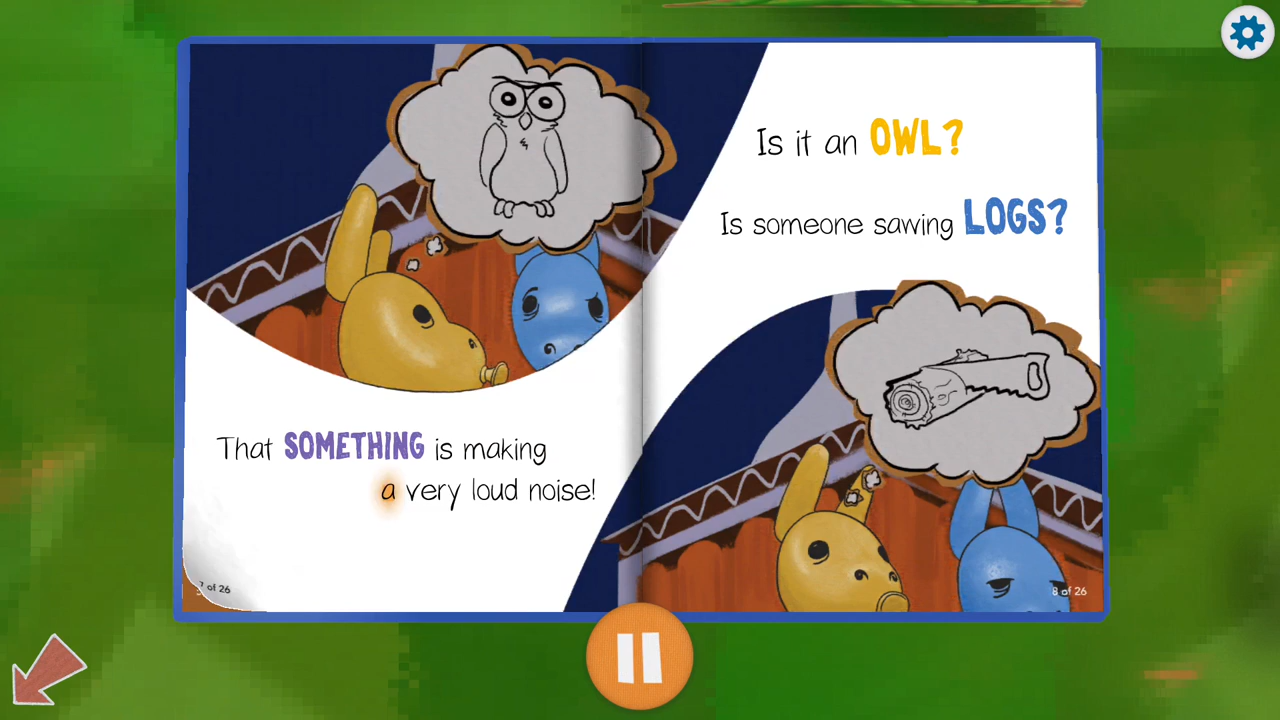 That SOMETHING is making
a very loud noise!
7 of 26
Is it an OWL?
Is someone sawing LOGS?
8 of 26